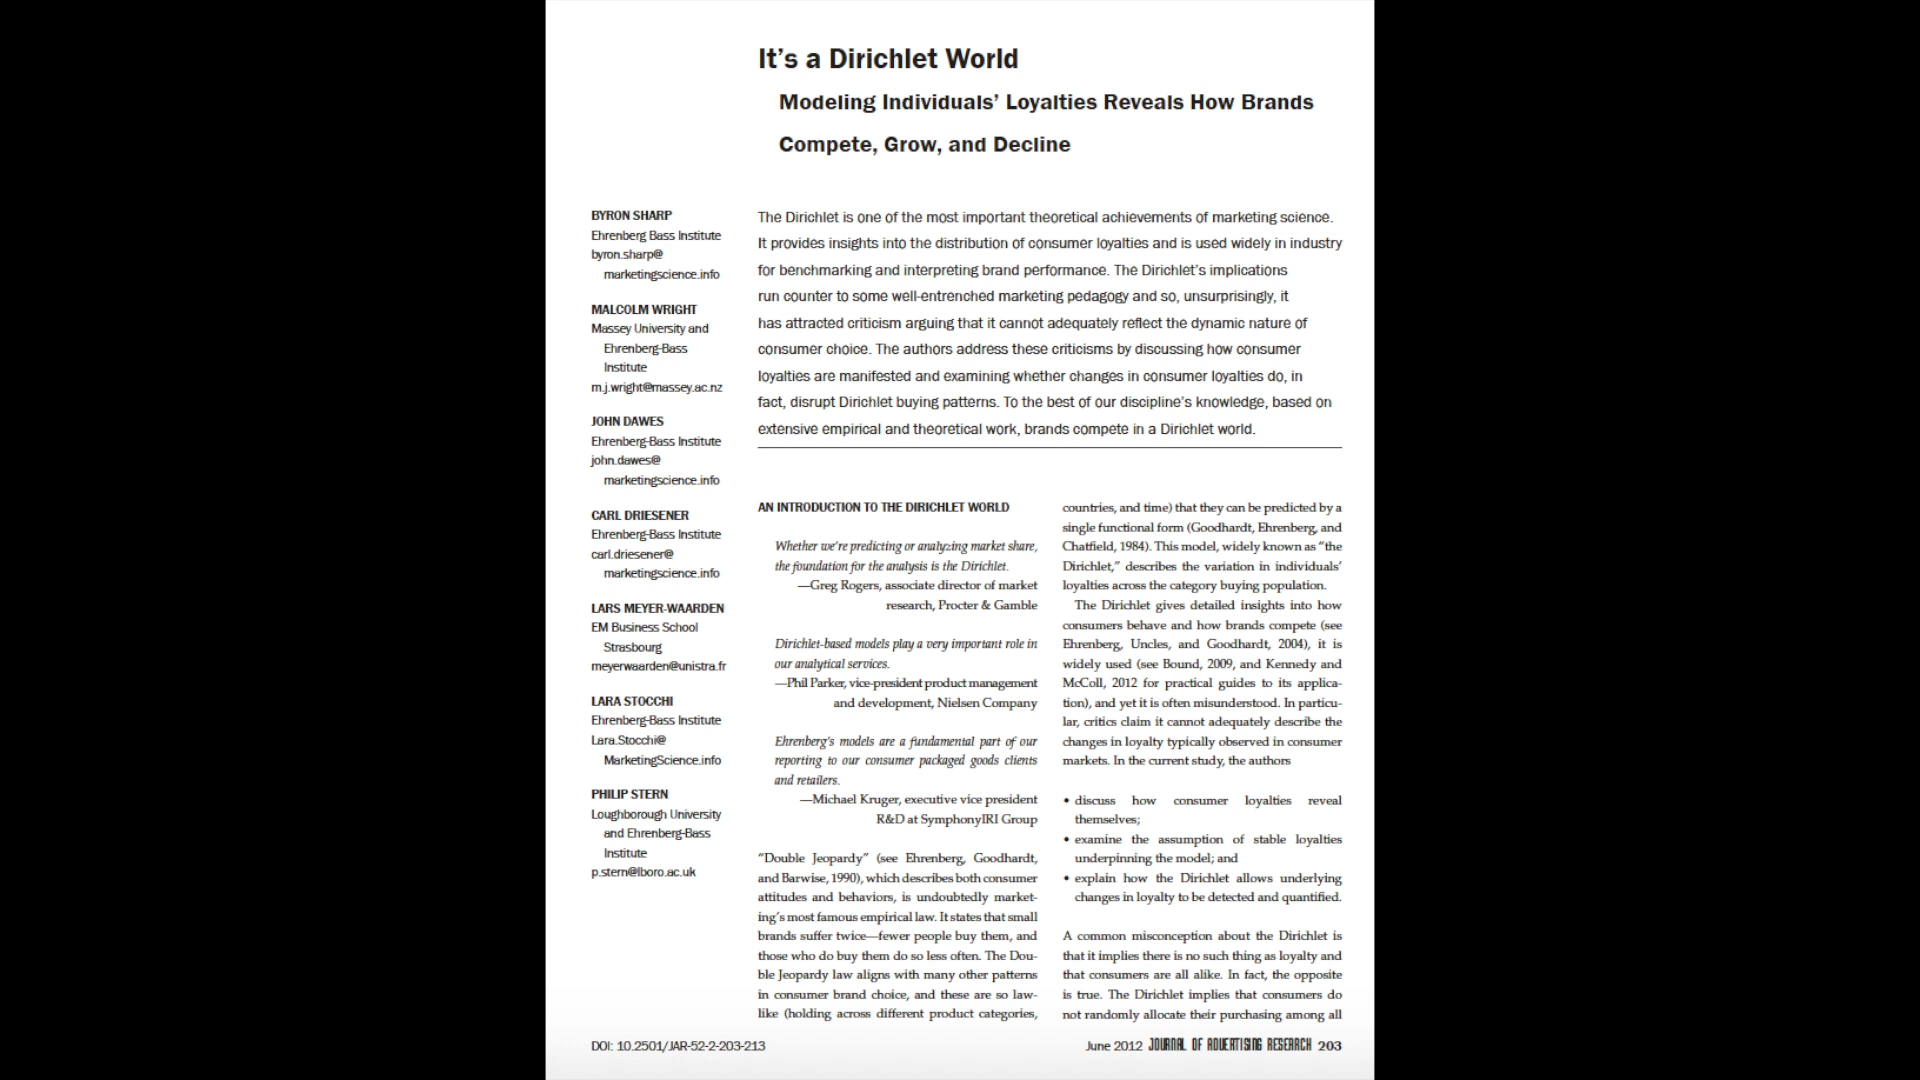 It's a Dirichlet World
Modeling Individuals' Loyalties Reveals How Brands
Compete, Grow, and Decline
BYRON SHARP
Ehrenberg Bass Institute
byron.sharp@
marketingscience.info
MALCOLM WRIGHT
Massey University and
Ehrenberg-Bass
Institute
m.j.wright@massey.ac.nz
JOHN DAWES
Ehrenberg-Bass Institute
john.dawes@
marketingscience.info
CARL DRIESENER
Ehrenberg-Bass Institute
carl.driesener@
marketingscience.info
LARS MEYER-WAARDEN
EM Business School
Strasbourg
meyerwaarden@unistra.fr
LARA STOCCHI
Ehrenberg-Bass Institute
Lara.Stocchi@
MarketingScience.info
PHILIP STERN
Loughborough University
and Ehrenberg-Bass
Institute
p.stern@lboro.ac.uk
The Dirichlet is one of the most important theoretical achievements of marketing science.
It provides insights into the distribution of consumer loyalties and is used widely in industry
for benchmarking and interpreting brand performance. The Dirichlet's implications
run counter to some well-entrenched marketing pedagogy and so, unsurprisingly, it
has attracted criticism arguing that it cannot adequately reflect the dynamic nature of
consumer choice. The authors address these criticisms by discussing how consumer
loyalties are manifested and examining whether changes in consumer loyalties do, in
fact, disrupt Dirichlet buying patterns. To the best of our discipline's knowledge, based on
extensive empirical and theoretical work, brands compete in a Dirichlet world.
AN INTRODUCTION TO THE DIRICHLET WORLD
Whether we're predicting or analyzing market share,
the foundation for the analysis is the Dirichlet.
—Greg Rogers, associate director of market
research, Procter & Gamble
Dirichlet-based models play a very important role in
our analytical services.
—Phil Parker, vice-president product management
and development, Nielsen Company
Ehrenberg's models are a fundamental part of our
reporting to our consumer packaged goods clients
and retailers.
—Michael Kruger, executive vice president
R&D at SymphonyIRI Group
"Double Jeopardy" (see Ehrenberg, Goodhardt,
and Barwise, 1990), which describes both consumer
attitudes and behaviors, is undoubtedly market-
ing's most famous empirical law. It states that small
brands suffer twice—fewer people buy them, and
those who do buy them do so less often. The Dou-
ble Jeopardy law aligns with many other patterns
in consumer brand choice, and these are so law-
like (holding across different product categories,
countries, and time) that they can be predicted by a
single functional form (Goodhardt, Ehrenberg, and
Chatfield, 1984). This model, widely known as "the
Dirichlet," describes the variation in individuals'
loyalties across the category buying population.
The Dirichlet gives detailed insights into how
consumers behave and how brands compete (see
Ehrenberg, Uncles, and Goodhardt, 2004), it is
widely used (see Bound, 2009, and Kennedy and
McColl, 2012 for practical guides to its applica-
tion), and yet it is often misunderstood. In particu-
lar, critics claim it cannot adequately describe the
changes in loyalty typically observed in consumer
markets. In the current study, the authors
• discuss how consumer loyalties reveal
themselves;
• examine the assumption of stable loyalties
underpinning the model; and
• explain how the Dirichlet allows underlying
changes in loyalty to be detected and quantified.
A common misconception about the Dirichlet is
that it implies there is no such thing as loyalty and
that consumers are all alike. In fact, the opposite
is true. The Dirichlet implies that consumers do
not randomly allocate their purchasing among all
DOI: 10.2501/JAR-52-2-203-213
June 2012 JOURNAL OF ADVERTISING RESEARCH 203